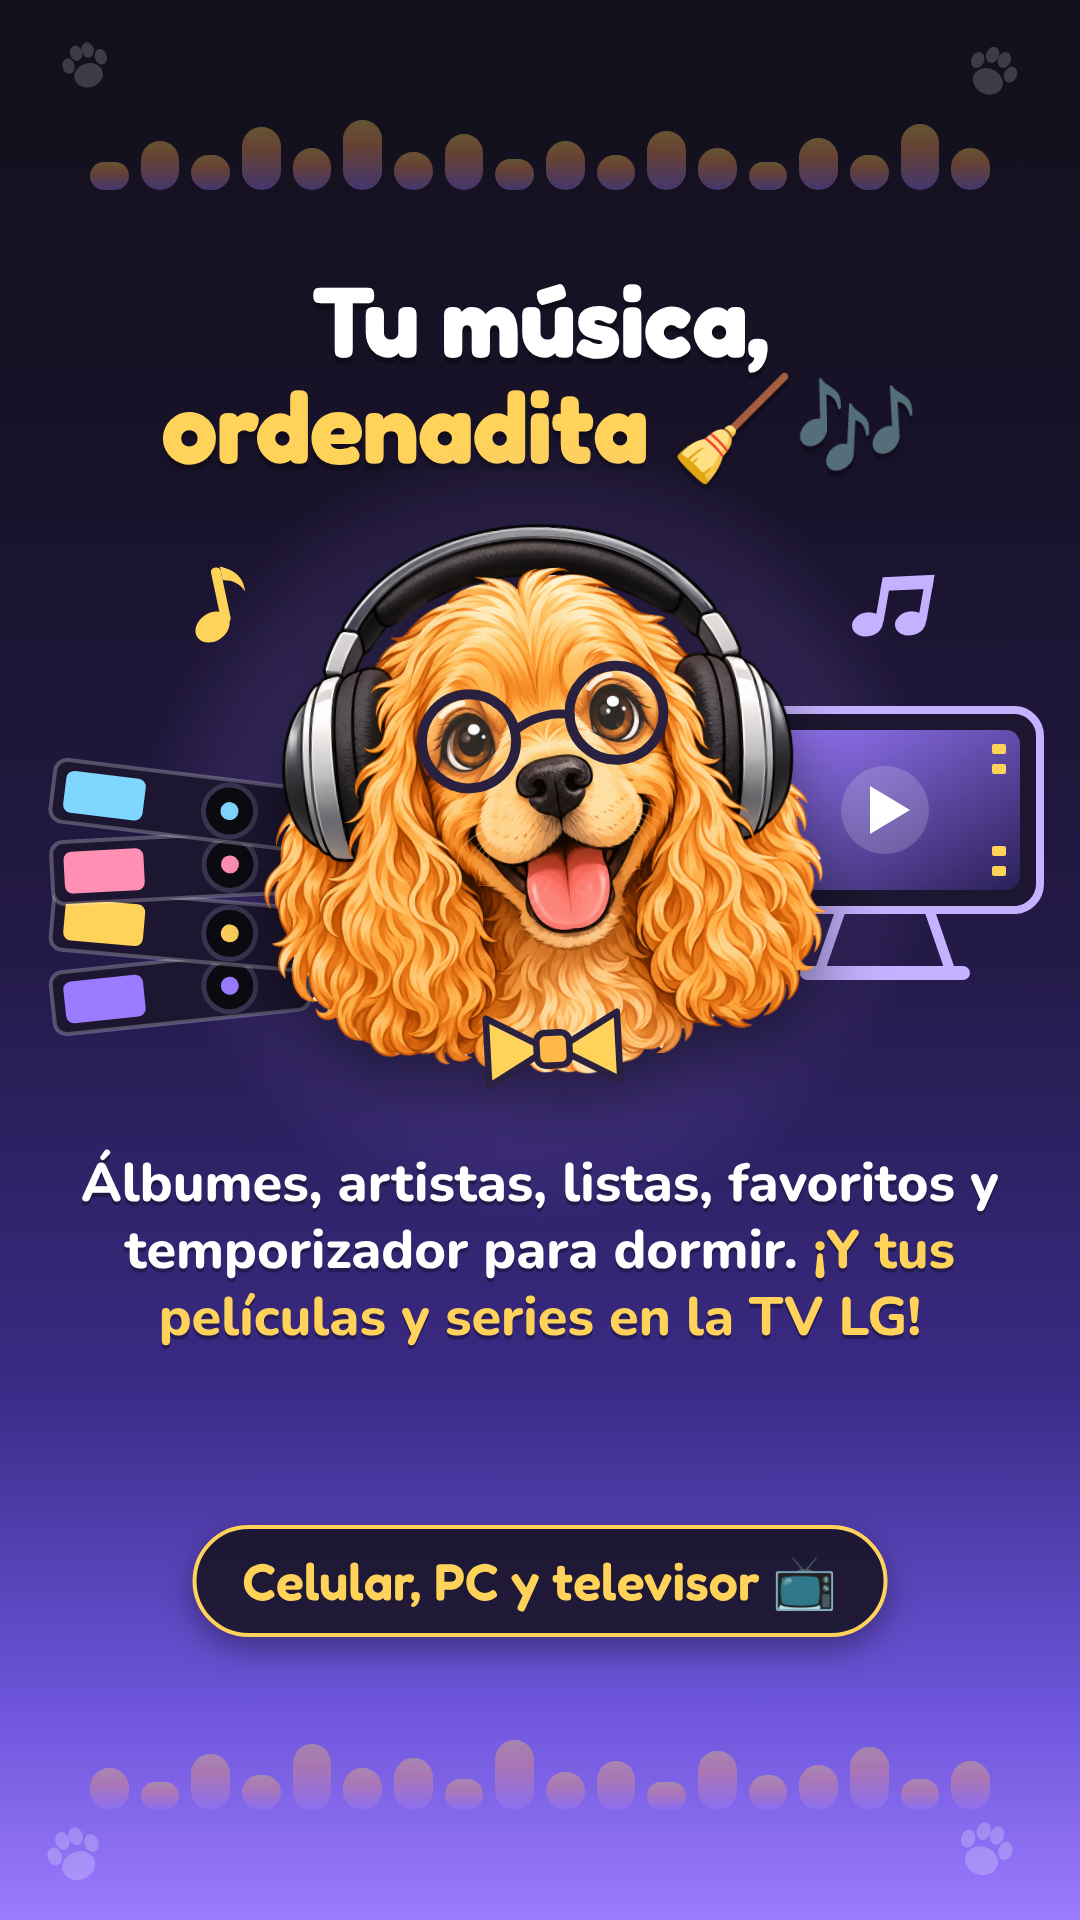 Tu música,
ordenadita 🧹🎶
Álbumes, artistas, listas, favoritos y
temporizador para dormir. ¡Y tus
películas y series en la TV LG!
Celular, PC y televisor 📺